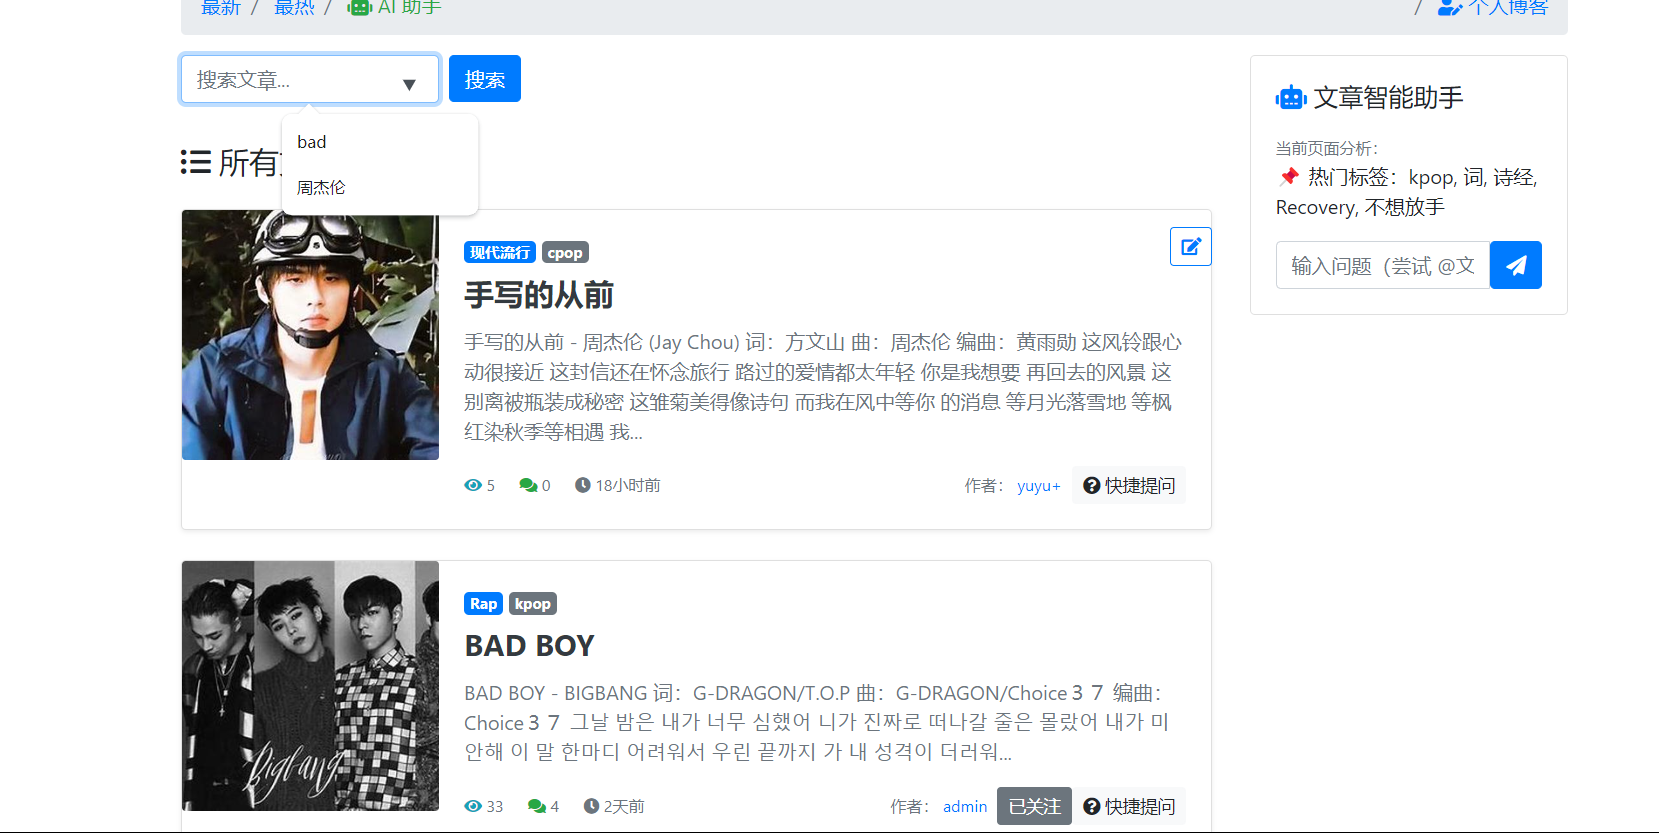 最新 / 最热 / AI 助手 / 个人博客
搜索文章...
搜索
bad
周杰伦
所有
现代流行 cpop
手写的从前
手写的从前 - 周杰伦 (Jay Chou) 词：方文山 曲：周杰伦 编曲：黄雨勋 这风铃跟心
动很接近 这封信还在怀念旅行 路过的爱情都太年轻 你是我想要 再回去的风景 这
别离被瓶装成秘密 这雏菊美得像诗句 而我在风中等你 的消息 等月光落雪地 等枫
红染秋季等相遇 我...
5 0 18小时前 作者： yuyu+ 快捷提问
Rap kpop
BAD BOY
BAD BOY - BIGBANG 词：G-DRAGON/T.O.P 曲：G-DRAGON/Choice３７ 编曲：
Choice３７ 그날 밤은 내가 너무 심했어 니가 진짜로 떠나갈 줄은 몰랐어 내가 미
안해 이 말 한마디 어려워서 우린 끝까지 가 내 성격이 더러워...
33 4 2天前 作者： admin 已关注 快捷提问
Bigbang
文章智能助手
当前页面分析：
📌 热门标签：kpop, 词, 诗经,
Recovery, 不想放手
输入问题（尝试 @文